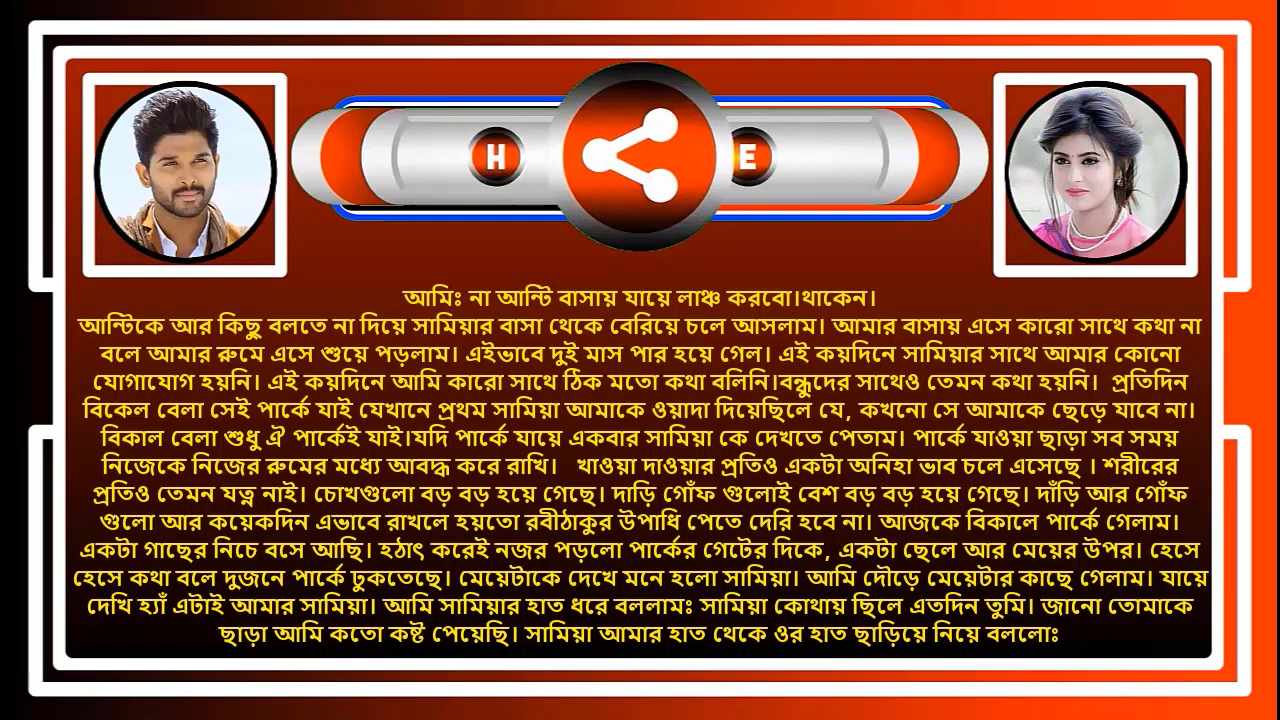 H E
আমিঃ না আন্টি বাসায় যায়ে লাঞ্চ করবো।থাকেন।
আন্টিকে আর কিছু বলতে না দিয়ে সামিয়ার বাসা থেকে বেরিয়ে চলে আসলাম। আমার বাসায় এসে কারো সাথে কথা না
বলে আমার রুমে এসে শুয়ে পড়লাম। এইভাবে দুই মাস পার হয়ে গেল। এই কয়দিনে সামিয়ার সাথে আমার কোনো
যোগাযোগ হয়নি। এই কয়দিনে আমি কারো সাথে ঠিক মতো কথা বলিনি।বন্ধুদের সাথেও তেমন কথা হয়নি। প্রতিদিন
বিকেল বেলা সেই পার্কে যাই যেখানে প্রথম সামিয়া আমাকে ওয়াদা দিয়েছিলে যে, কখনো সে আমাকে ছেড়ে যাবে না।
বিকাল বেলা শুধু ঐ পার্কেই যাই।যদি পার্কে যায়ে একবার সামিয়া কে দেখতে পেতাম। পার্কে যাওয়া ছাড়া সব সময়
নিজেকে নিজের রুমের মধ্যে আবদ্ধ করে রাখি। খাওয়া দাওয়ার প্রতিও একটা অনিহা ভাব চলে এসেছে । শরীরের
প্রতিও তেমন যত্ন নাই। চোখগুলো বড় বড় হয়ে গেছে। দাড়ি গোঁফ গুলোই বেশ বড় বড় হয়ে গেছে। দাঁড়ি আর গোঁফ
গুলো আর কয়েকদিন এভাবে রাখলে হয়তো রবীঠাকুর উপাধি পেতে দেরি হবে না। আজকে বিকালে পার্কে গেলাম।
একটা গাছের নিচে বসে আছি। হঠাৎ করেই নজর পড়লো পার্কের গেটের দিকে, একটা ছেলে আর মেয়ের উপর। হেসে
হেসে কথা বলে দুজনে পার্কে ঢুকতেছে। মেয়েটাকে দেখে মনে হলো সামিয়া। আমি দৌড়ে মেয়েটার কাছে গেলাম। যায়ে
দেখি হ্যাঁ এটাই আমার সামিয়া। আমি সামিয়ার হাত ধরে বললামঃ সামিয়া কোথায় ছিলে এতদিন তুমি। জানো তোমাকে
ছাড়া আমি কতো কষ্ট পেয়েছি। সামিয়া আমার হাত থেকে ওর হাত ছাড়িয়ে নিয়ে বললোঃ